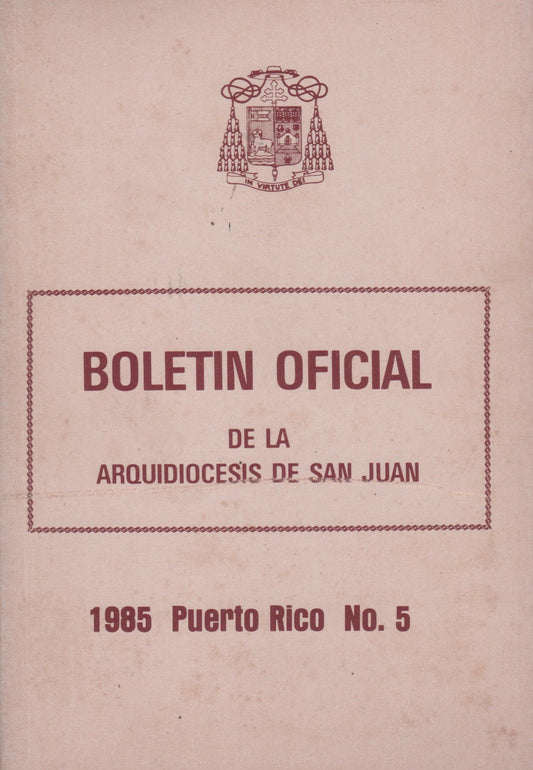 IN VIRTUTE DEI
BOLETIN OFICIAL
DE LA
ARQUIDIOCESIS DE SAN JUAN
1985 Puerto Rico No. 5